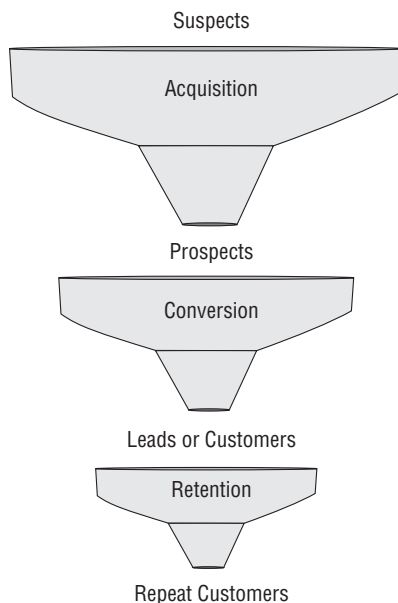 Suspects
Acquisition
Prospects
Conversion
Leads or Customers
Retention
Repeat Customers